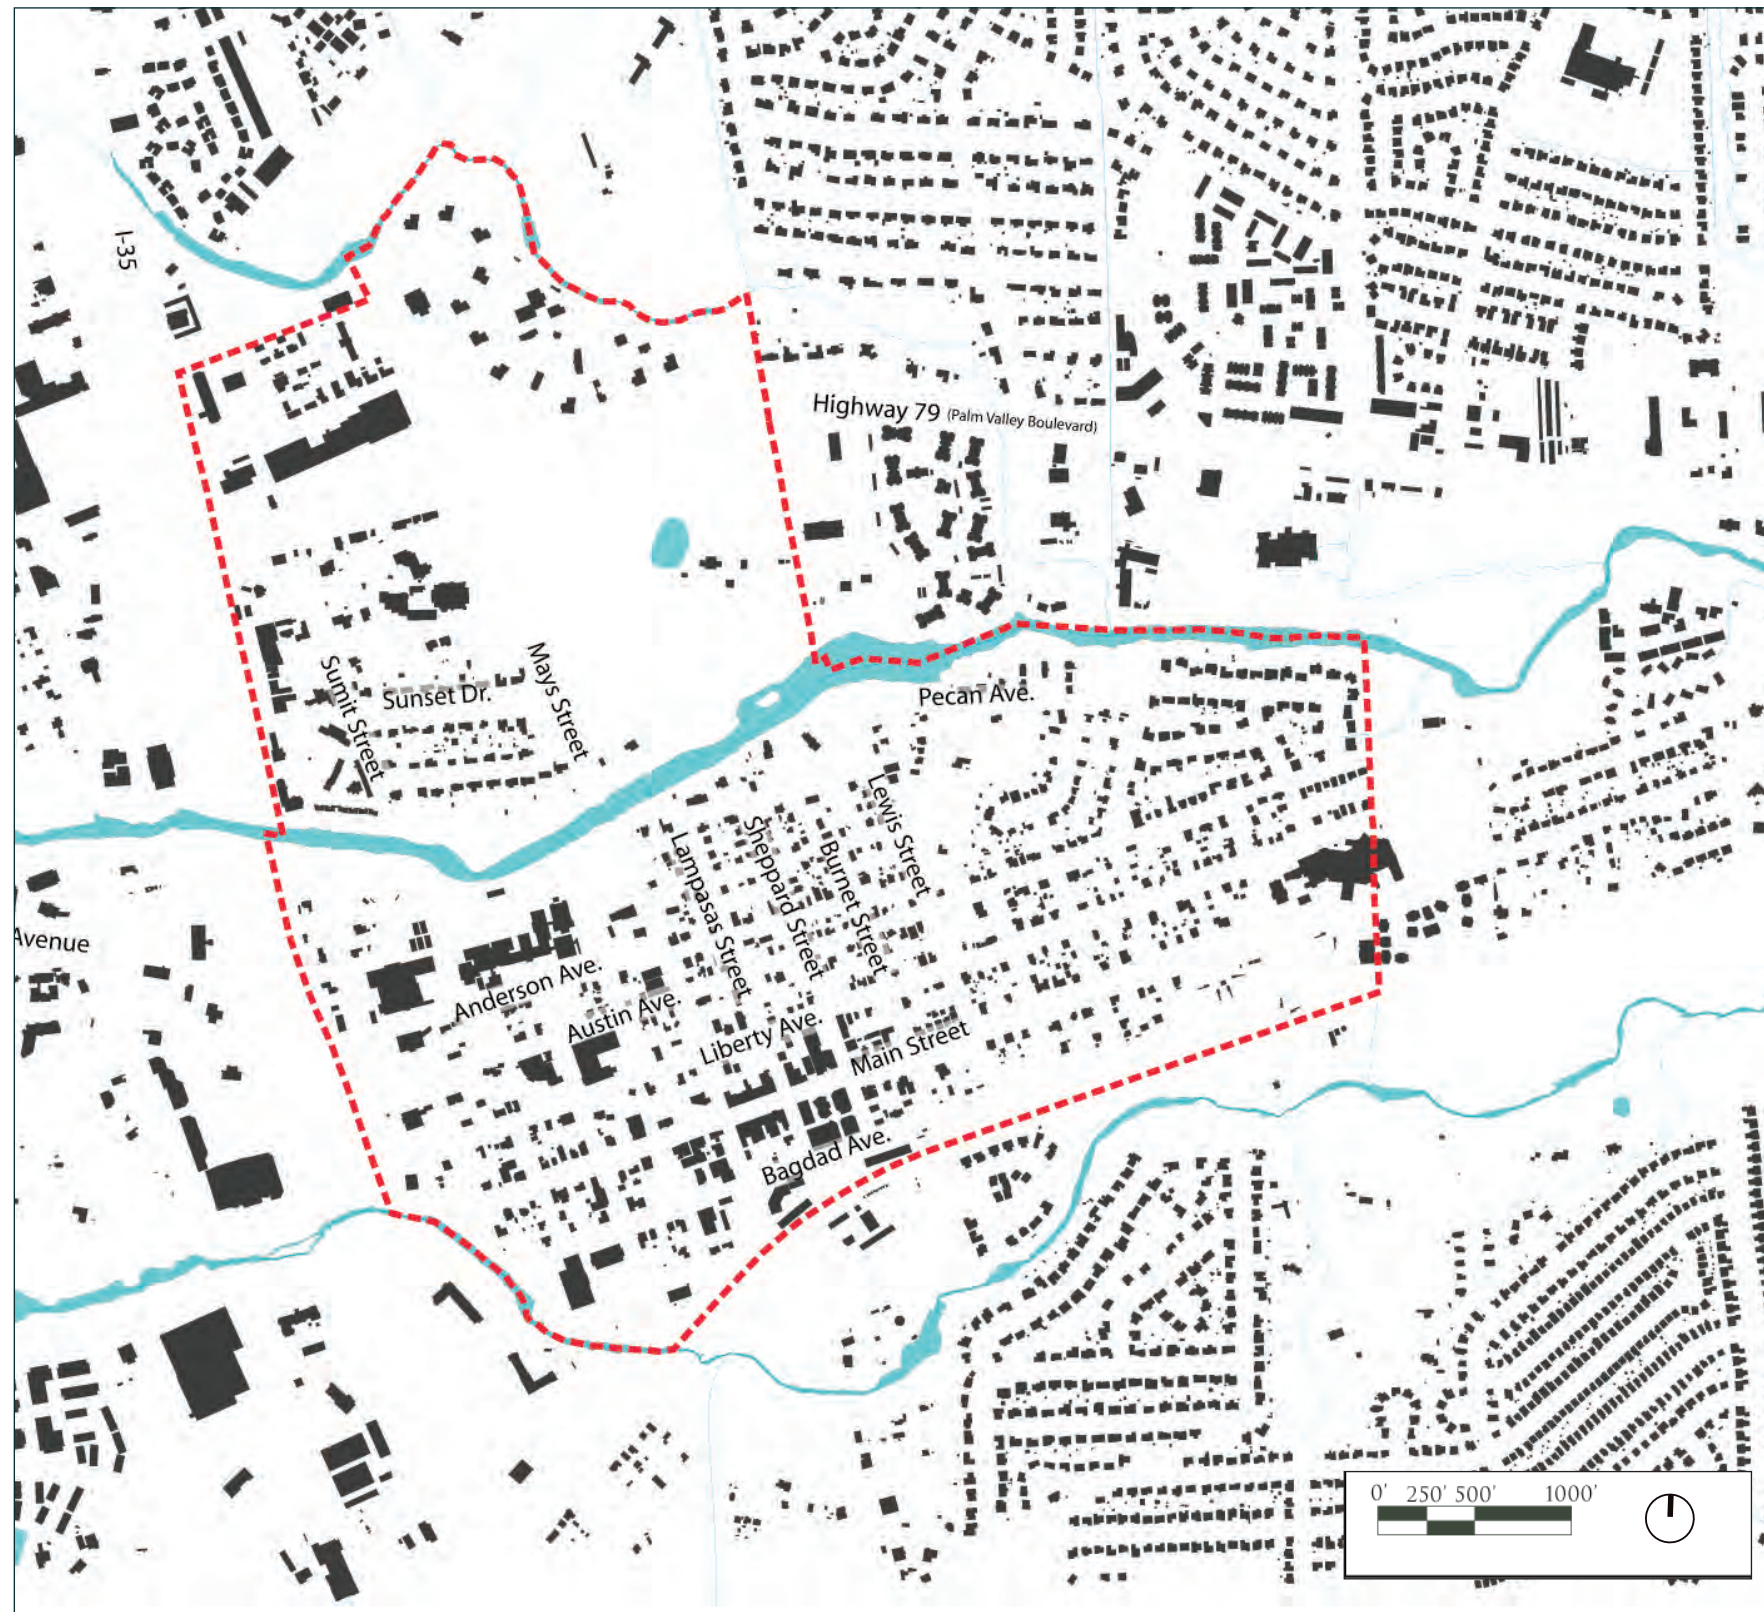 I-35
Highway 79 (Palm Valley Boulevard)
Sumit Street
Sunset Dr.
Mays Street
Pecan Ave.
Lewis Street
Lampasas Street
Sheppard Street
Burnet Street
Avenue
Anderson Ave.
Austin Ave.
Liberty Ave.
Main Street
Bagdad Ave.
0' 250' 500' 1000'